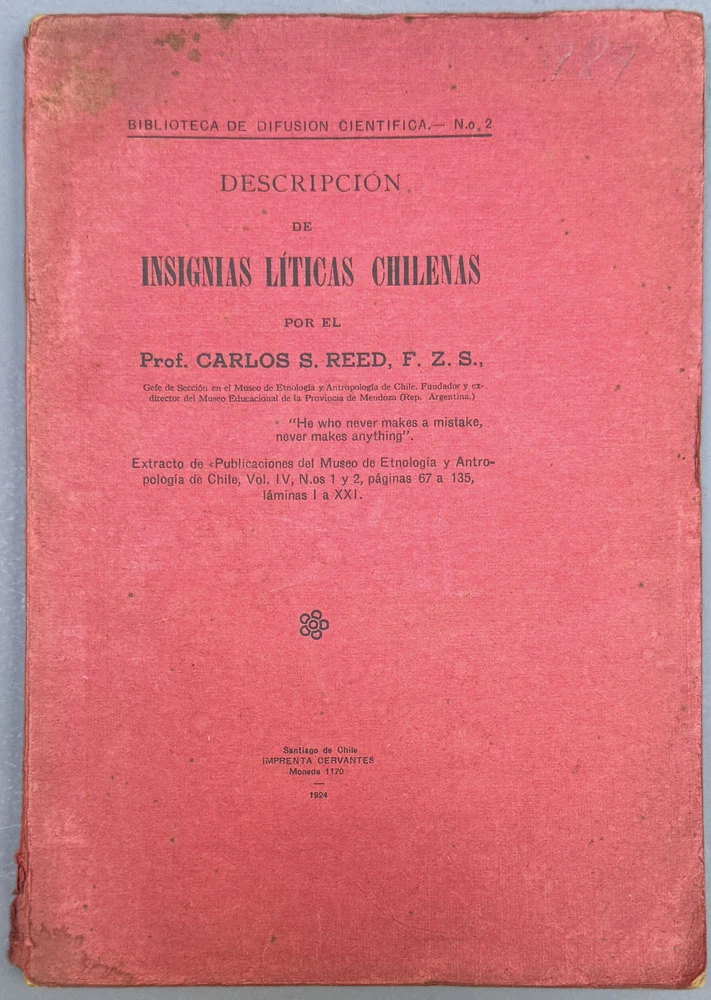 787
BIBLIOTECA DE DIFUSION CIENTIFICA.— N.o 2
DESCRIPCIÓN
DE
INSIGNIAS LÍTICAS CHILENAS
POR EL
Prof. CARLOS S. REED, F. Z. S.,
Gefe de Sección en el Museo de Etnología y Antropología de Chile. Fundador y ex-
director del Museo Educacional de la Provincia de Mendoza (Rep. Argentina.)
"He who never makes a mistake,
never makes anything".
Extracto de «Publicaciones del Museo de Etnología y Antro-
pología de Chile, Vol. IV, N.os 1 y 2, páginas 67 a 135,
láminas I a XXI.
Santiago de Chile
IMPRENTA CERVANTES
Moneda 1170
—
1924